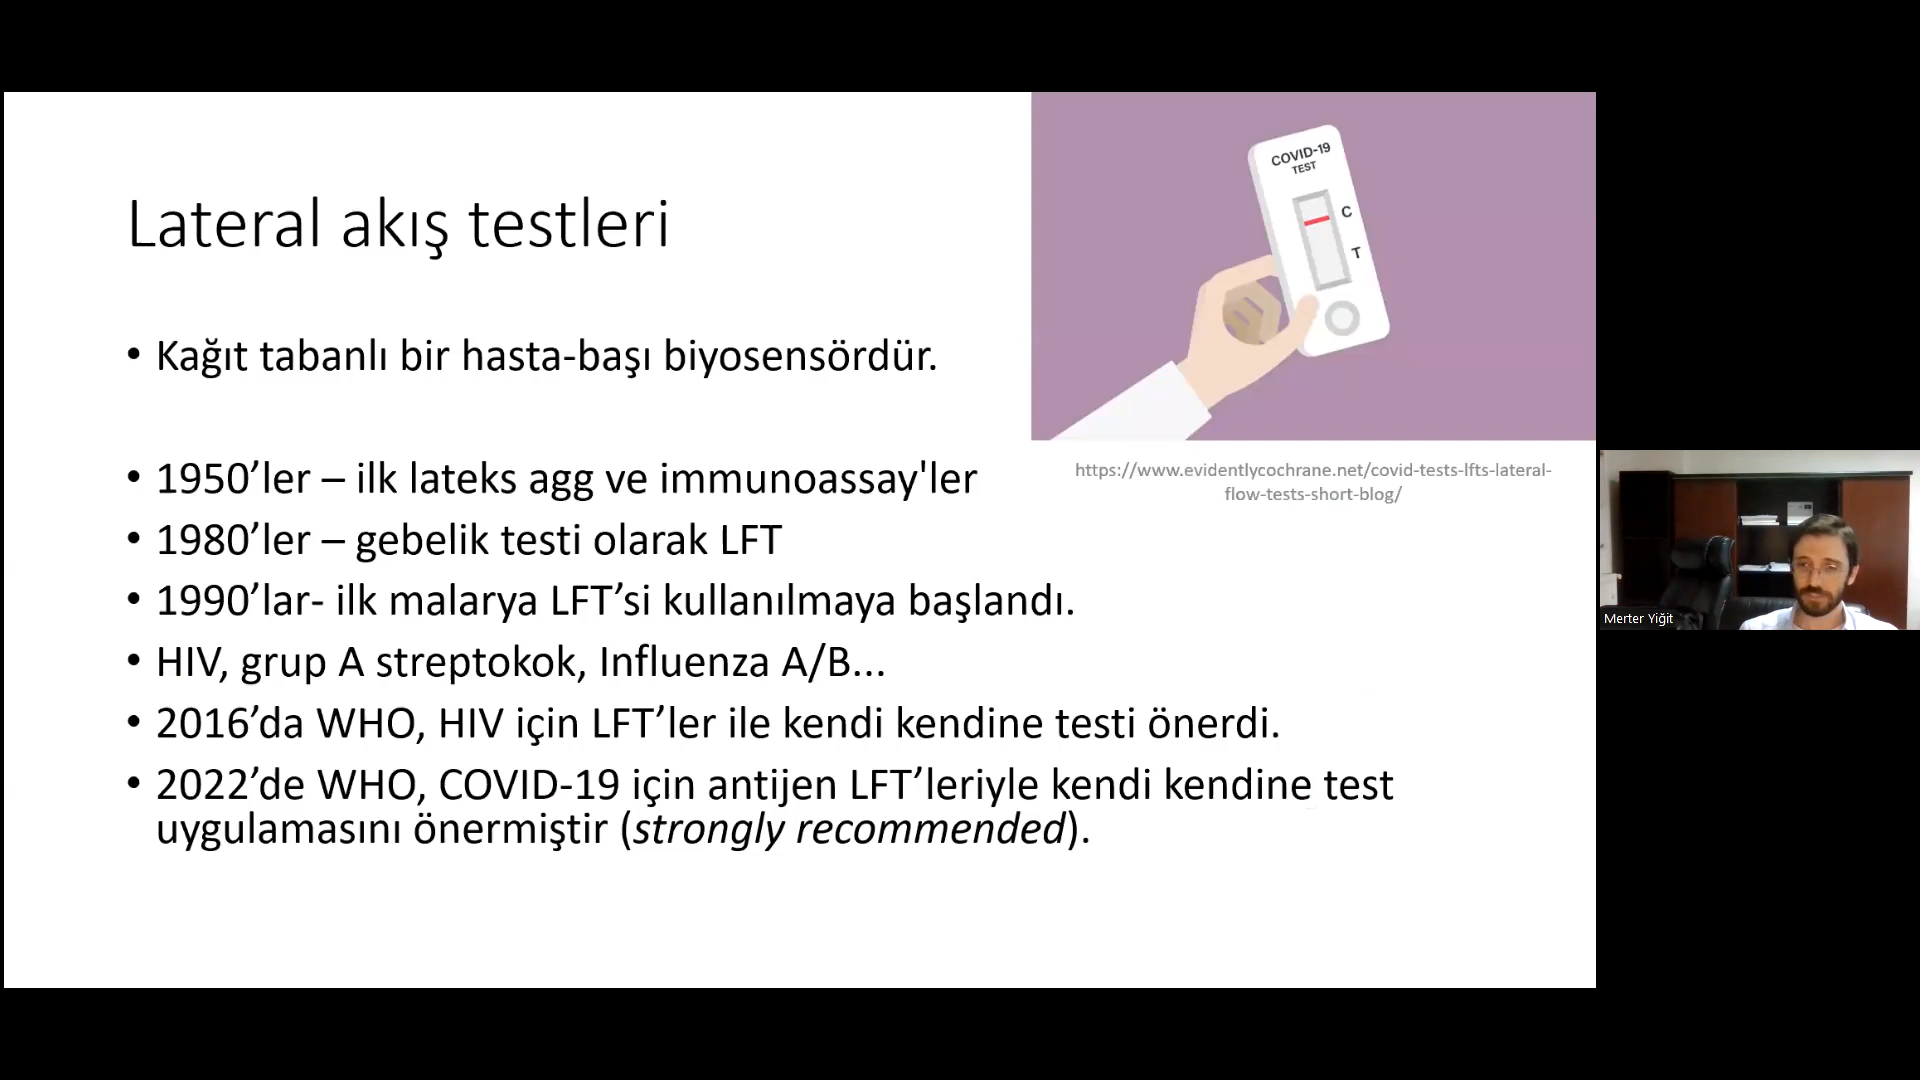 Lateral akış testleri
• Kağıt tabanlı bir hasta-başı biyosensördür.
• 1950’ler – ilk lateks agg ve immunoassay'ler
• 1980’ler – gebelik testi olarak LFT
• 1990’lar- ilk malarya LFT’si kullanılmaya başlandı.
• HIV, grup A streptokok, Influenza A/B...
• 2016’da WHO, HIV için LFT’ler ile kendi kendine testi önerdi.
• 2022’de WHO, COVID-19 için antijen LFT’leriyle kendi kendine test
uygulamasını önermiştir (strongly recommended).
COVID-19
TEST
C
T
https://www.evidentlycochrane.net/covid-tests-lfts-lateral-
flow-tests-short-blog/
Merter Yiğit